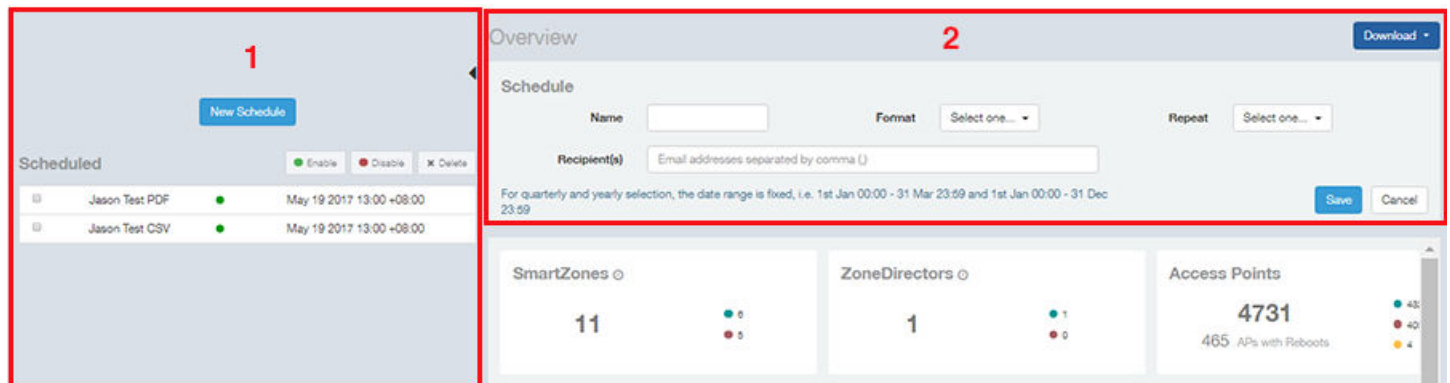 1
New Schedule
Scheduled
Enable Disable × Delete
Jason Test PDF May 19 2017 13:00 +08:00
Jason Test CSV May 19 2017 13:00 +08:00
Overview 2 Download
Schedule
Name Format Select one... Repeat Select one...
Recipient(s) Email addresses separated by comma (,)
For quarterly and yearly selection, the date range is fixed, i.e. 1st Jan 00:00 - 31 Mar 23:59 and 1st Jan 00:00 - 31 Dec
23:59
Save Cancel
SmartZones ZoneDirectors Access Points
11 6 5
1 1 0
4731
465 APs with Reboots
4